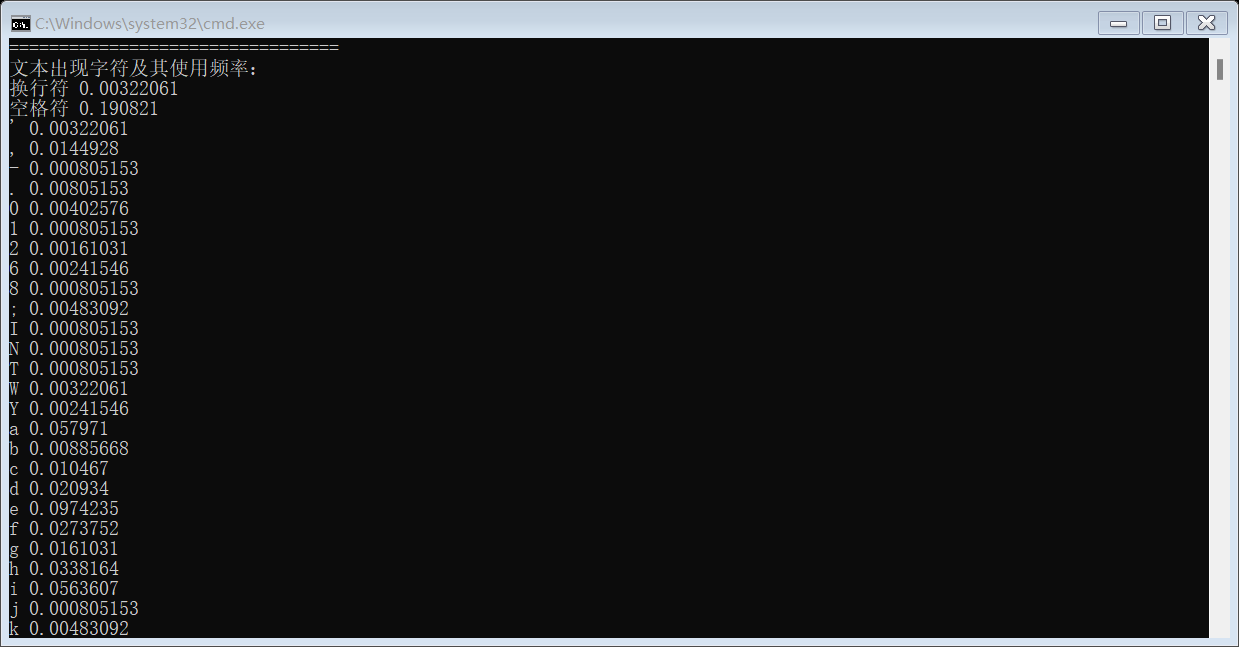 C:\Windows\system32\cmd.exe
=================================
文本出现字符及其使用频率:
换行符 0.00322061
空格符 0.190821
' 0.00322061
, 0.0144928
- 0.000805153
. 0.00805153
0 0.00402576
1 0.000805153
2 0.00161031
6 0.00241546
8 0.000805153
; 0.00483092
I 0.000805153
N 0.000805153
T 0.000805153
W 0.00322061
Y 0.00241546
a 0.057971
b 0.00885668
c 0.010467
d 0.020934
e 0.0974235
f 0.0273752
g 0.0161031
h 0.0338164
i 0.0563607
j 0.000805153
k 0.00483092